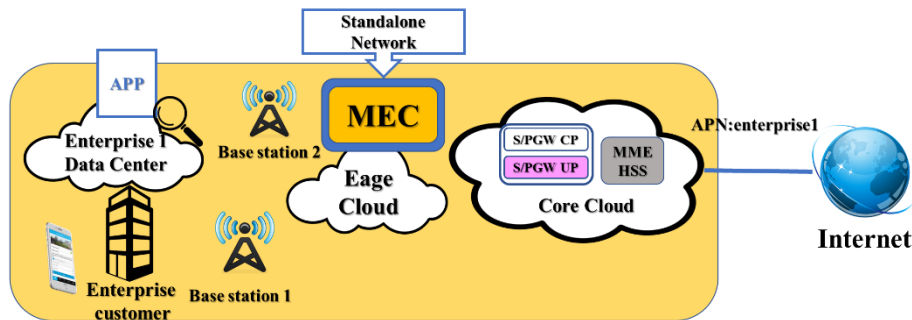 Standalone
Network
APP
MEC
Enterprise 1
Data Center
Base station 2
Eage
Cloud
S/PGW CP
S/PGW UP
MME
HSS
Core Cloud
APN:enterprise1
Internet
Enterprise
customer
Base station 1